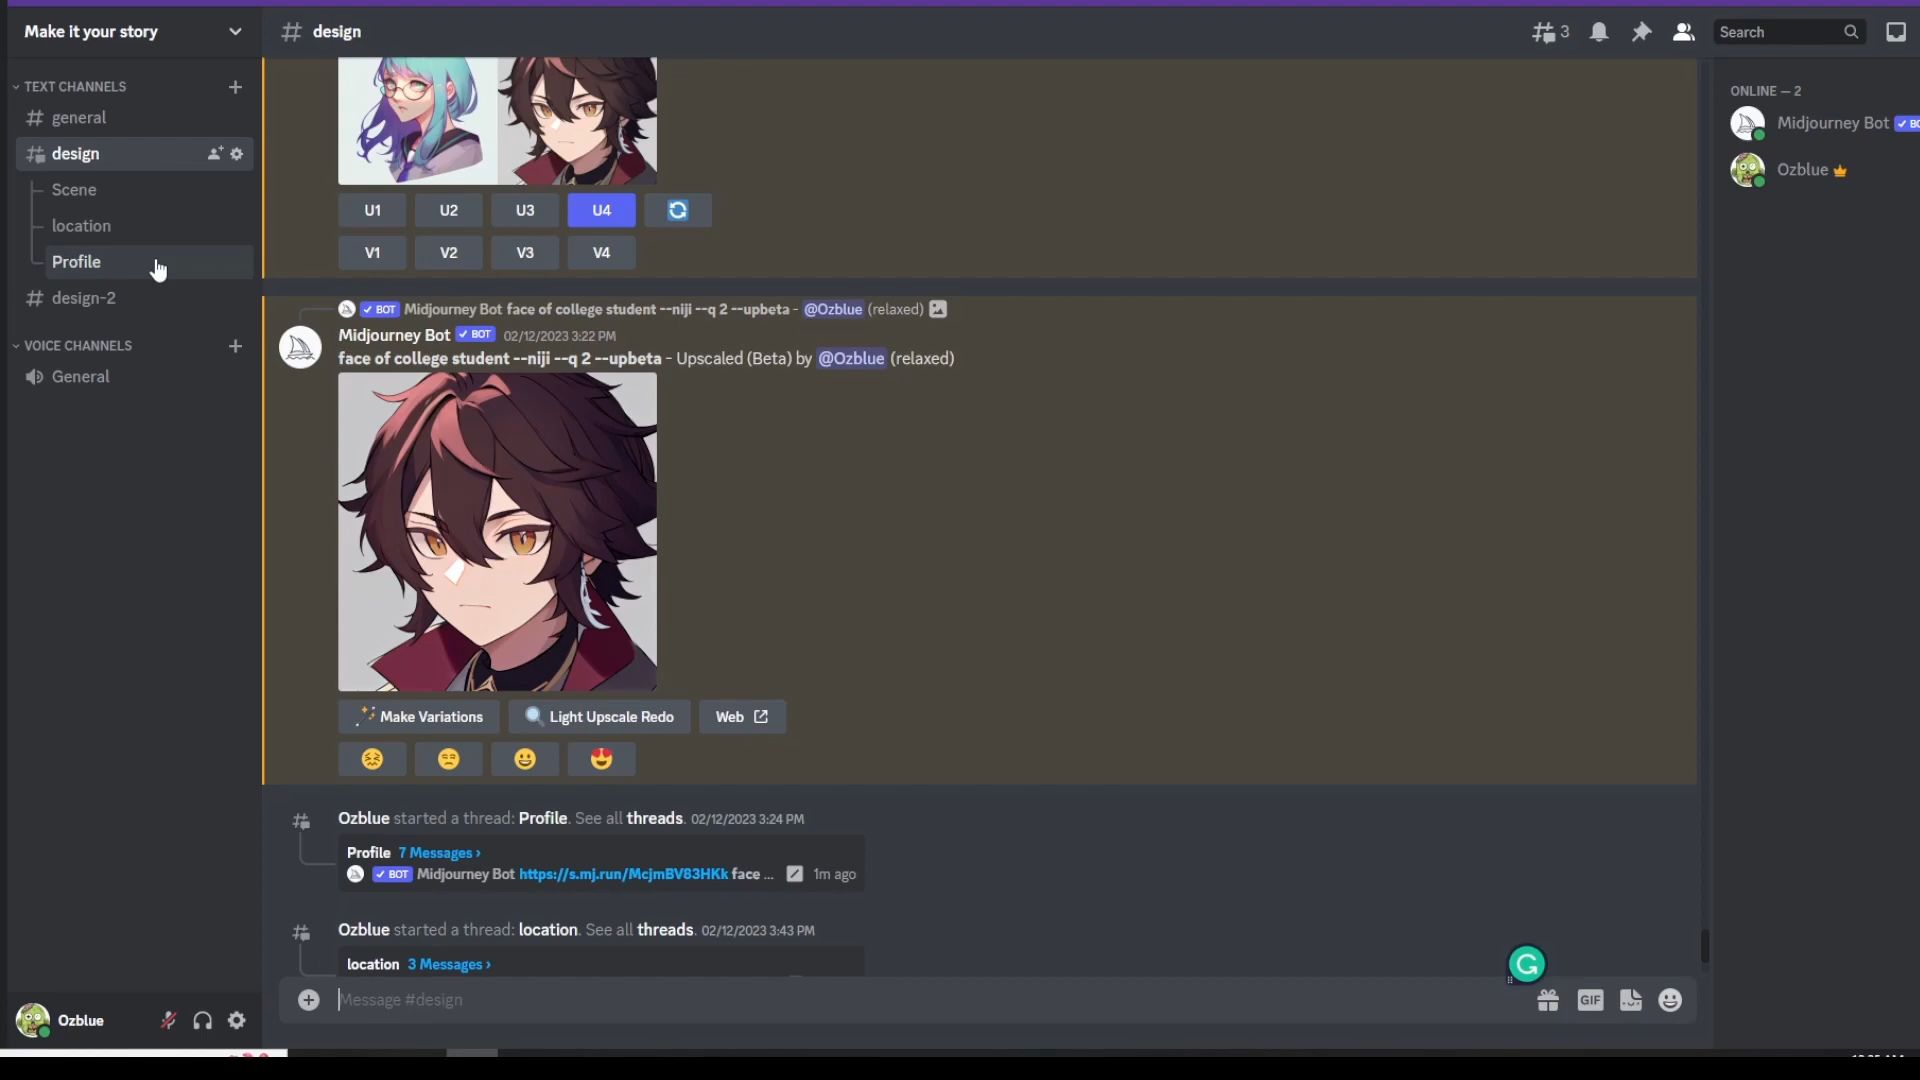 Make it your story
TEXT CHANNELS
general
design
Scene
location
Profile
design-2
VOICE CHANNELS
General
Ozblue
design
3
Search
U1 U2 U3 U4
V1 V2 V3 V4
✓ BOT Midjourney Bot face of college student --niji --q 2 --upbeta - @Ozblue (relaxed)
Midjourney Bot ✓ BOT 02/12/2023 3:22 PM
face of college student --niji --q 2 --upbeta - Upscaled (Beta) by @Ozblue (relaxed)
Make Variations Light Upscale Redo Web
Ozblue started a thread: Profile. See all threads. 02/12/2023 3:24 PM
Profile 7 Messages ›
✓ BOT Midjourney Bot https://s.mj.run/McjmBV83HKk face ... 1m ago
Ozblue started a thread: location. See all threads. 02/12/2023 3:43 PM
location 3 Messages ›
Message #design
GIF
ONLINE — 2
Midjourney Bot ✓ BO
Ozblue